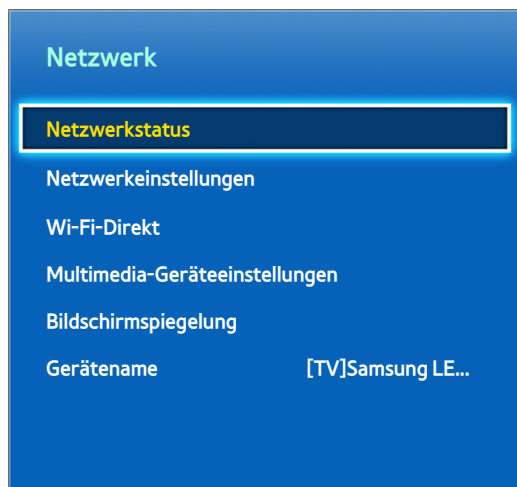 Netzwerk
Netzwerkstatus
Netzwerkeinstellungen
Wi-Fi-Direkt
Multimedia-Geräteeinstellungen
Bildschirmspiegelung
Gerätename [TV]Samsung LE...